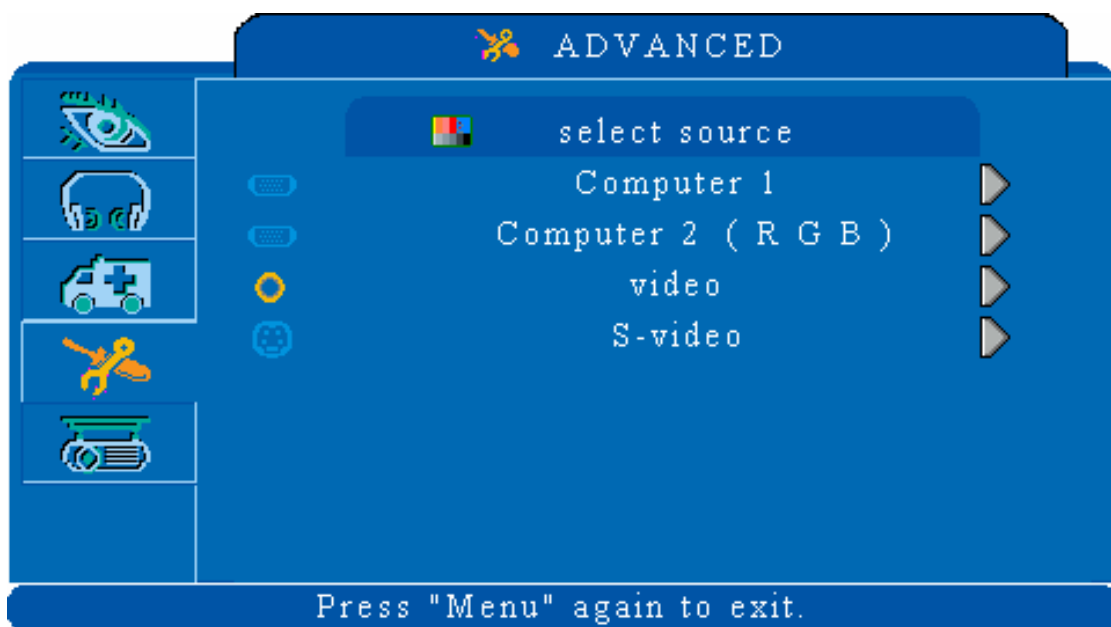 ADVANCED
select source
Computer 1
Computer 2 ( R G B )
video
S-video
Press "Menu" again to exit.